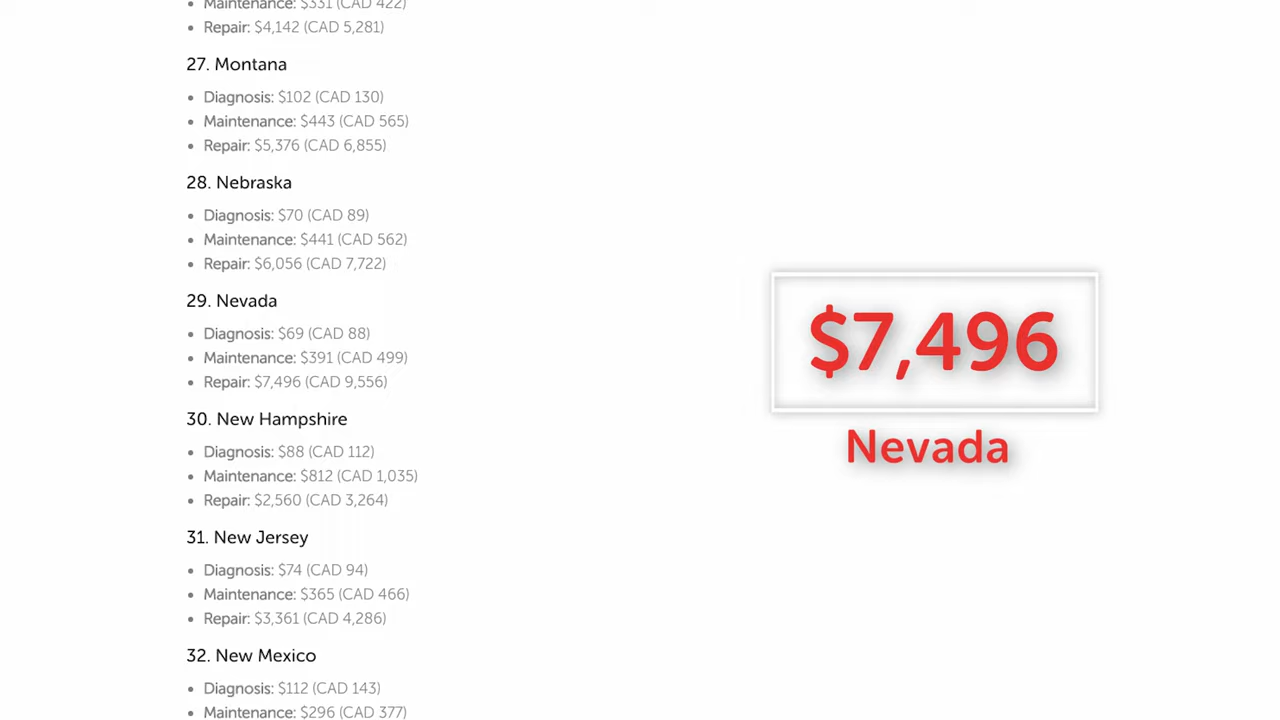 Maintenance: $331 (CAD 422)
• Repair: $4,142 (CAD 5,281)
27. Montana
• Diagnosis: $102 (CAD 130)
• Maintenance: $443 (CAD 565)
• Repair: $5,376 (CAD 6,855)
28. Nebraska
• Diagnosis: $70 (CAD 89)
• Maintenance: $441 (CAD 562)
• Repair: $6,056 (CAD 7,722)
29. Nevada
• Diagnosis: $69 (CAD 88)
• Maintenance: $391 (CAD 499)
• Repair: $7,496 (CAD 9,556)
30. New Hampshire
• Diagnosis: $88 (CAD 112)
• Maintenance: $812 (CAD 1,035)
• Repair: $2,560 (CAD 3,264)
31. New Jersey
• Diagnosis: $74 (CAD 94)
• Maintenance: $365 (CAD 466)
• Repair: $3,361 (CAD 4,286)
32. New Mexico
• Diagnosis: $112 (CAD 143)
• Maintenance: $296 (CAD 377)
$7,496
Nevada